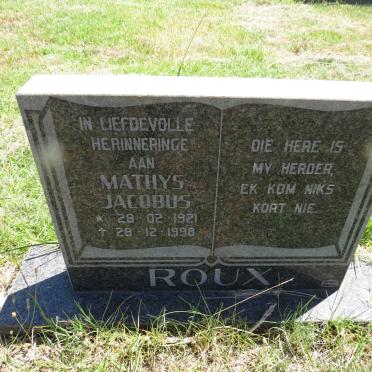 IN LIEFDEVOLLE
HERINNERINGE
AAN
MATHYS
JACOBUS
* 28 02 1921
✝ 28 12 1998
DIE HERE IS
MY HERDER,
EK KOM NIKS
KORT NIE.
ROUX